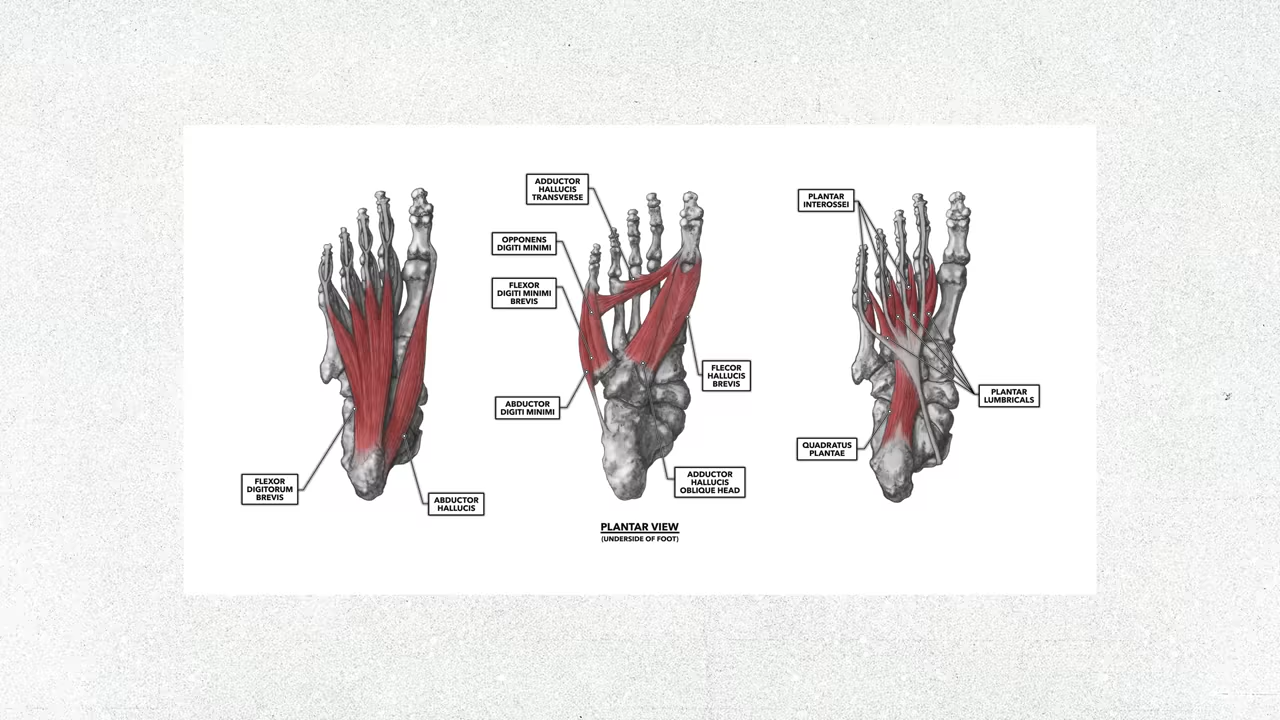 FLEXOR
DIGITORUM
BREVIS
ABDUCTOR
HALLUCIS
ADDUCTOR
HALLUCIS
TRANSVERSE
OPPONENS
DIGITI MINIMI
FLEXOR
DIGITI MINIMI
BREVIS
ABDUCTOR
DIGITI MINIMI
FLECOR
HALLUCIS
BREVIS
ADDUCTOR
HALLUCIS
OBLIQUE HEAD
PLANTAR VIEW
(UNDERSIDE OF FOOT)
PLANTAR
INTEROSSEI
PLANTAR
LUMBRICALS
QUADRATUS
PLANTAE